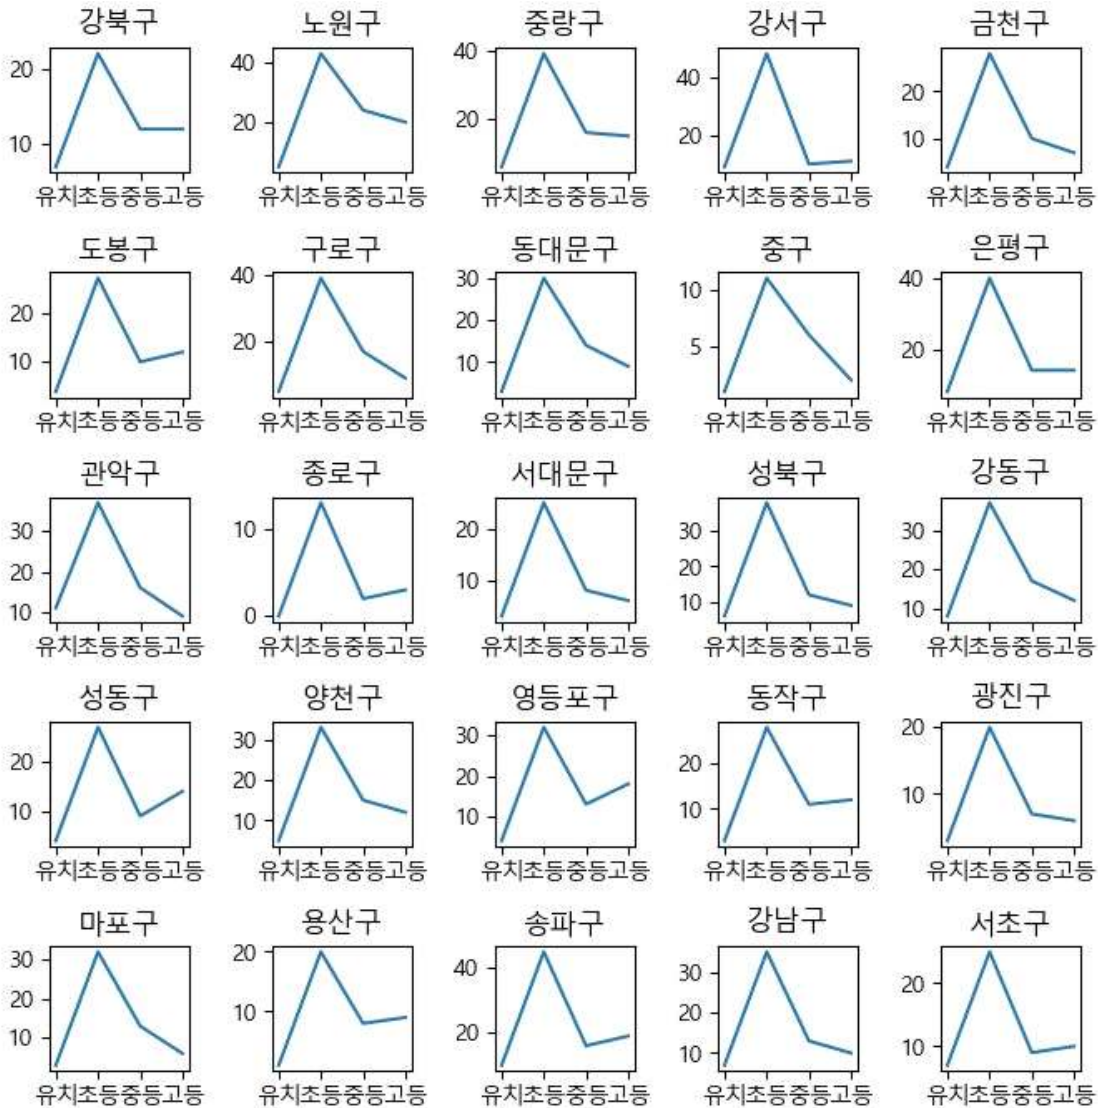 강북구 노원구 중랑구 강서구 금천구
20 40 40 40 20
10 20 20 20 10
유치초등중등고등 유치초등중등고등 유치초등중등고등 유치초등중등고등 유치초등중등고등
도봉구 구로구 동대문구 중구 은평구
20 40 30 10 40
10 20 20 5 20
10
유치초등중등고등 유치초등중등고등 유치초등중등고등 유치초등중등고등 유치초등중등고등
관악구 종로구 서대문구 성북구 강동구
30 10 20 30 30
20 0 10 20 20
10 10 10
유치초등중등고등 유치초등중등고등 유치초등중등고등 유치초등중등고등 유치초등중등고등
성동구 양천구 영등포구 동작구 광진구
20 30 30 20 20
10 20 20 10 10
10 10
유치초등중등고등 유치초등중등고등 유치초등중등고등 유치초등중등고등 유치초등중등고등
마포구 용산구 송파구 강남구 서초구
30 20 40 30 20
20 10 20 20 10
10 10
유치초등중등고등 유치초등중등고등 유치초등중등고등 유치초등중등고등 유치초등중등고등